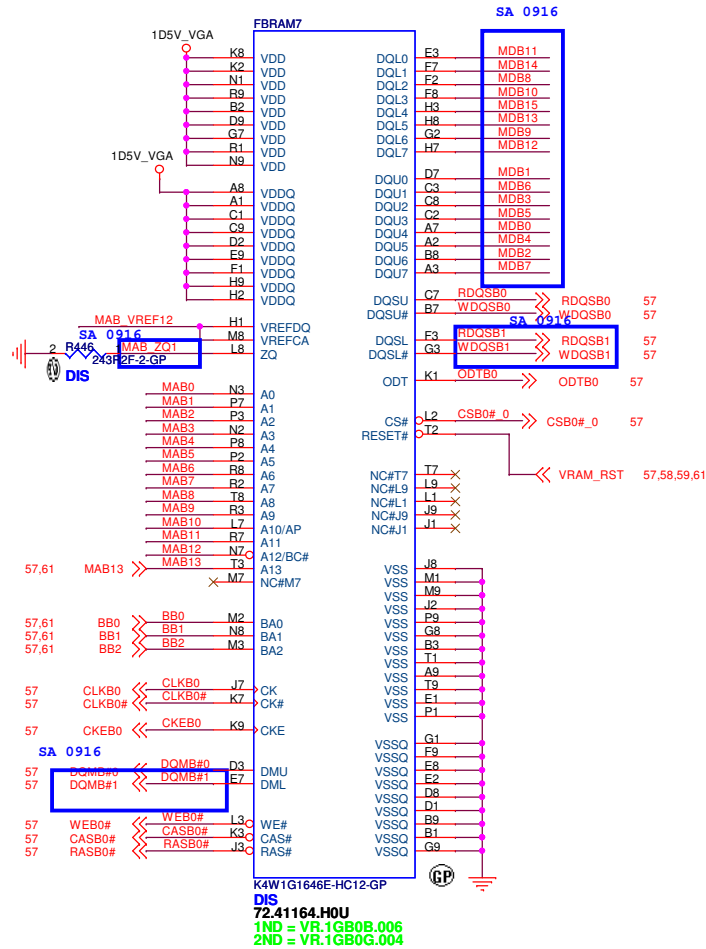 SA 0916
FBRAM7
1D5V_VGA
K8 VDD DQL0 E3 MDB11
K2 VDD DQL1 F7 MDB14
N1 VDD DQL2 F2 MDB8
R9 VDD DQL3 F8 MDB10
B2 VDD DQL4 H3 MDB15
D9 VDD DQL5 H8 MDB13
G7 VDD DQL6 G2 MDB9
R1 VDD DQL7 H7 MDB12
N9 VDD
1D5V_VGA
DQU0 D7 MDB1
A8 VDDQ DQU1 C3 MDB6
A1 VDDQ DQU2 C8 MDB3
C1 VDDQ DQU3 C2 MDB5
C9 VDDQ DQU4 A7 MDB0
D2 VDDQ DQU5 A2 MDB4
E9 VDDQ DQU6 B8 MDB2
F1 VDDQ DQU7 A3 MDB7
H9 VDDQ
H2 VDDQ DQSU C7 RDQSB0 RDQSB0 57
DQSU# B7 WDQSB0 WDQSB0 57
SA 0916
MAB_VREF12 H1 VREFDQ
SA 0916
M8 VREFCA DQSL F3 RDQSB1 RDQSB1 57
2 R446 1 MAB_ZQ1 L8 ZQ DQSL# G3 WDQSB1 WDQSB1 57
243R2F-2-GP
DIS
ODT K1 ODTB0 ODTB0 57
MAB0 N3 A0
MAB1 P7 A1
MAB2 P3 A2 CS# L2 CSB0#_0 CSB0#_0 57
MAB3 N2 A3 RESET# T2
MAB4 P8 A4
MAB5 P2 A5
MAB6 R8 A6 NC#T7 T7 VRAM_RST 57,58,59,61
MAB7 R2 A7 NC#L9 L9
MAB8 T8 A8 NC#L1 L1
MAB9 R3 A9 NC#J9 J9
MAB10 L7 A10/AP NC#J1 J1
MAB11 R7 A11
MAB12 N7 A12/BC#
57,61 MAB13 MAB13 T3 A13 VSS J8
M7 NC#M7 VSS M1
VSS M9
VSS J2
57,61 BB0 BB0 M2 BA0 VSS P9
57,61 BB1 BB1 N8 BA1 VSS G8
57,61 BB2 BB2 M3 BA2 VSS B3
VSS T1
VSS A9
57 CLKB0 CLKB0 J7 CK VSS T9
57 CLKB0# CLKB0# K7 CK# VSS E1
VSS P1
57 CKEB0 CKEB0 K9 CKE
VSSQ G1
SA 0916
VSSQ F9
57 DQMB#0 DQMB#0 D3 DMU VSSQ E8
57 DQMB#1 DQMB#1 E7 DML VSSQ E2
VSSQ D8
VSSQ D1
57 WEB0# WEB0# L3 WE# VSSQ B9
57 CASB0# CASB0# K3 CAS# VSSQ B1
57 RASB0# RASB0# J3 RAS# VSSQ G9
GP
K4W1G1646E-HC12-GP
DIS
72.41164.H0U
1ND = VR.1GB0B.006
2ND = VR.1GB0G.004